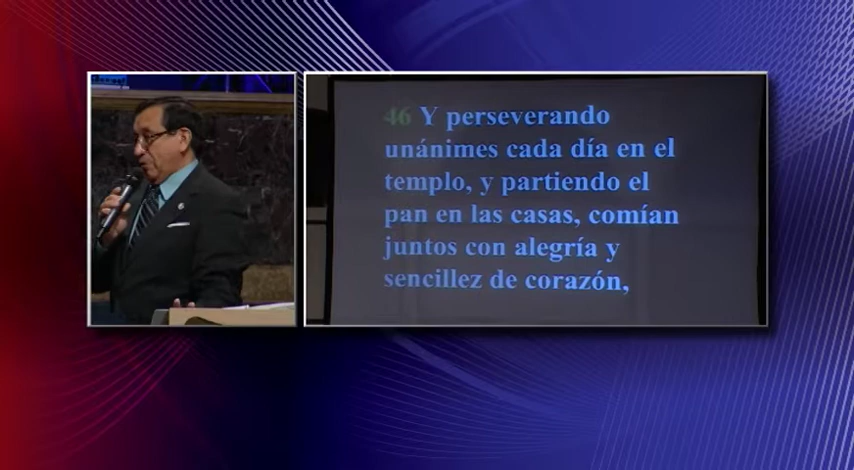 46 Y perseverando
unánimes cada día en el
templo, y partiendo el
pan en las casas, comían
juntos con alegría y
sencillez de corazón,